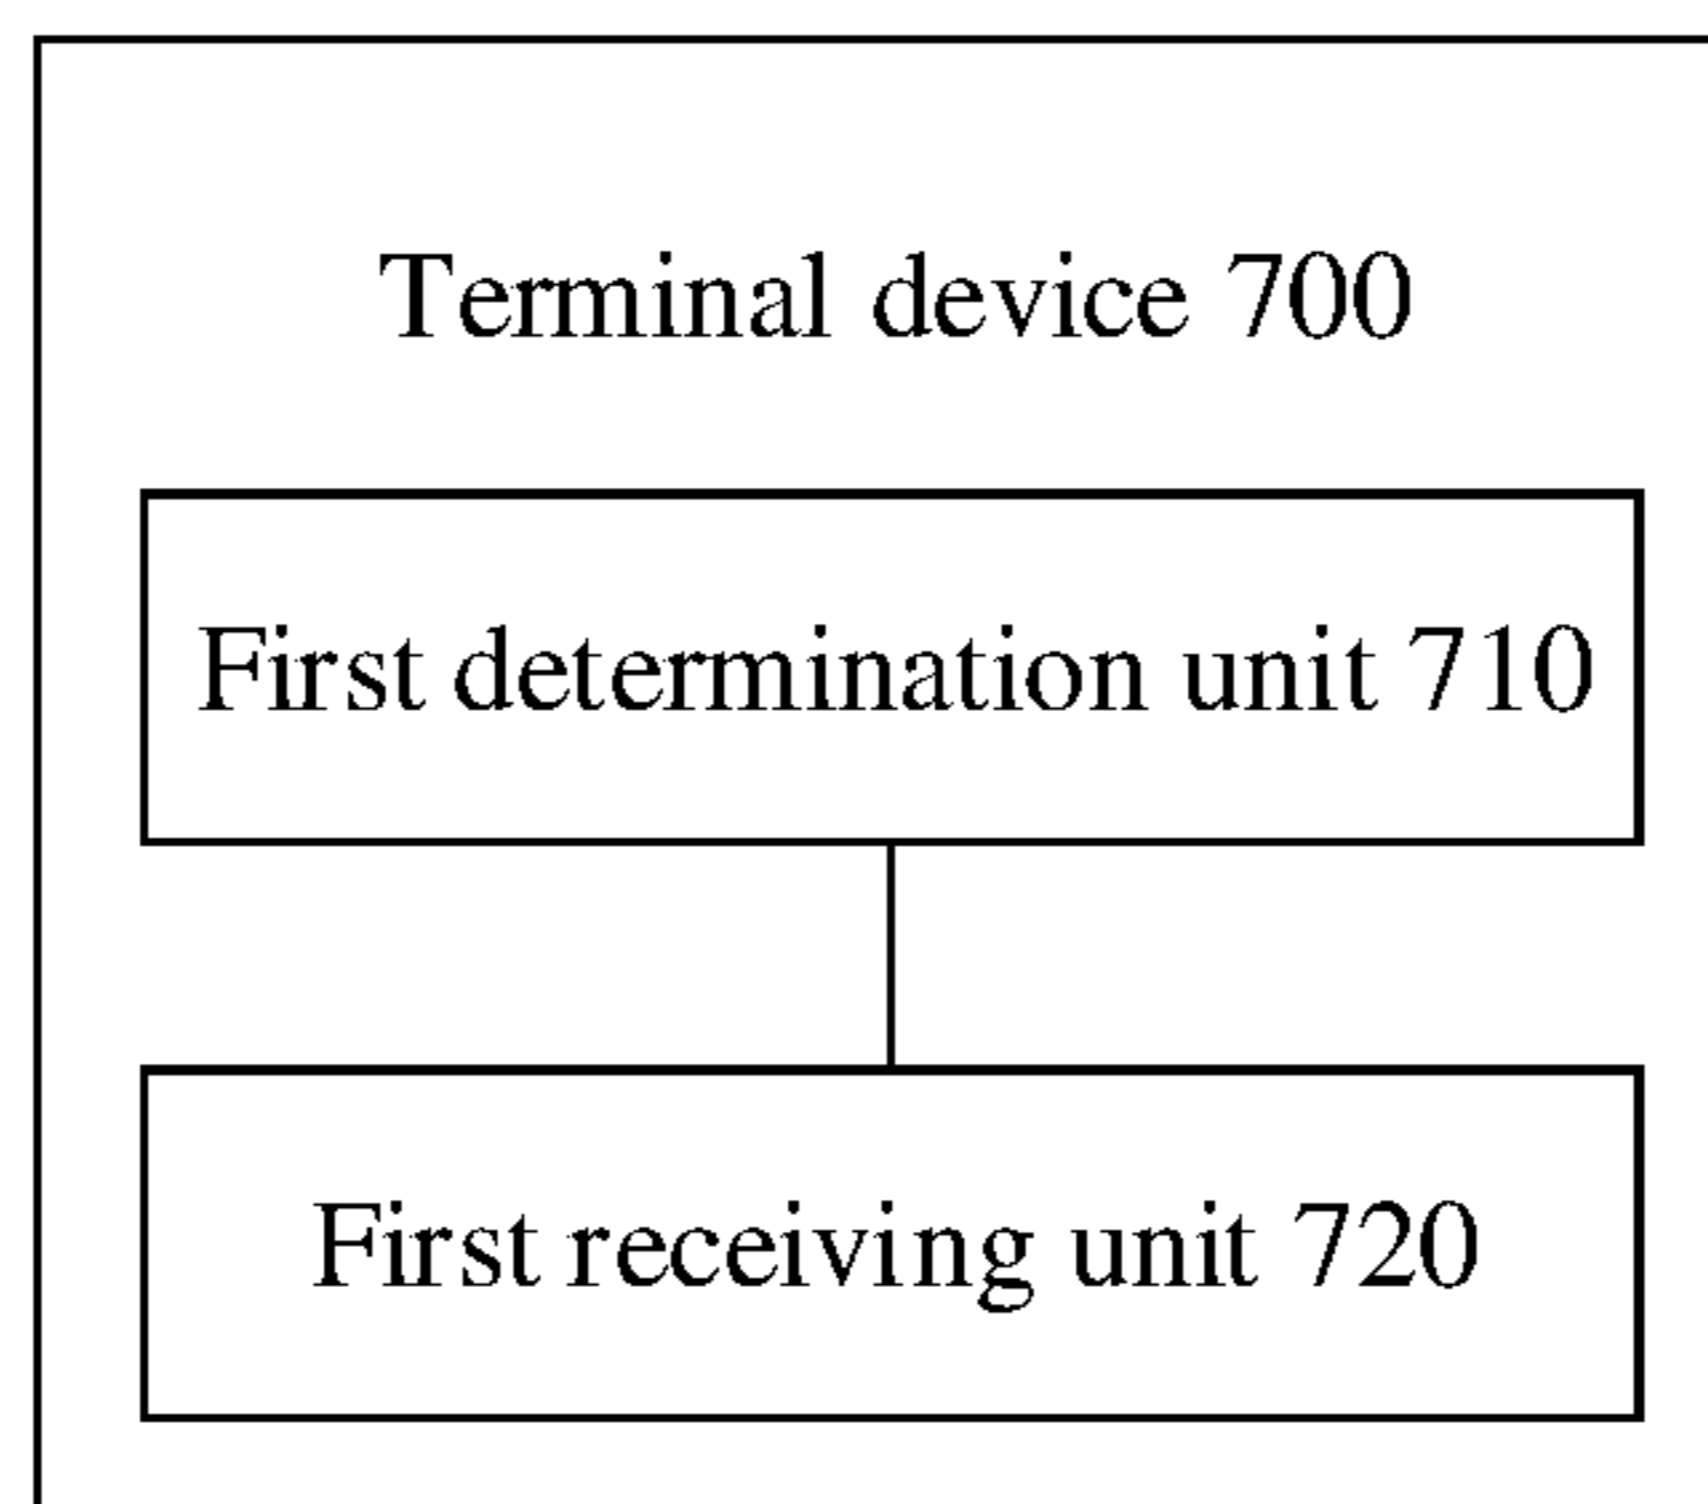 Terminal device 700
First determination unit 710
First receiving unit 720